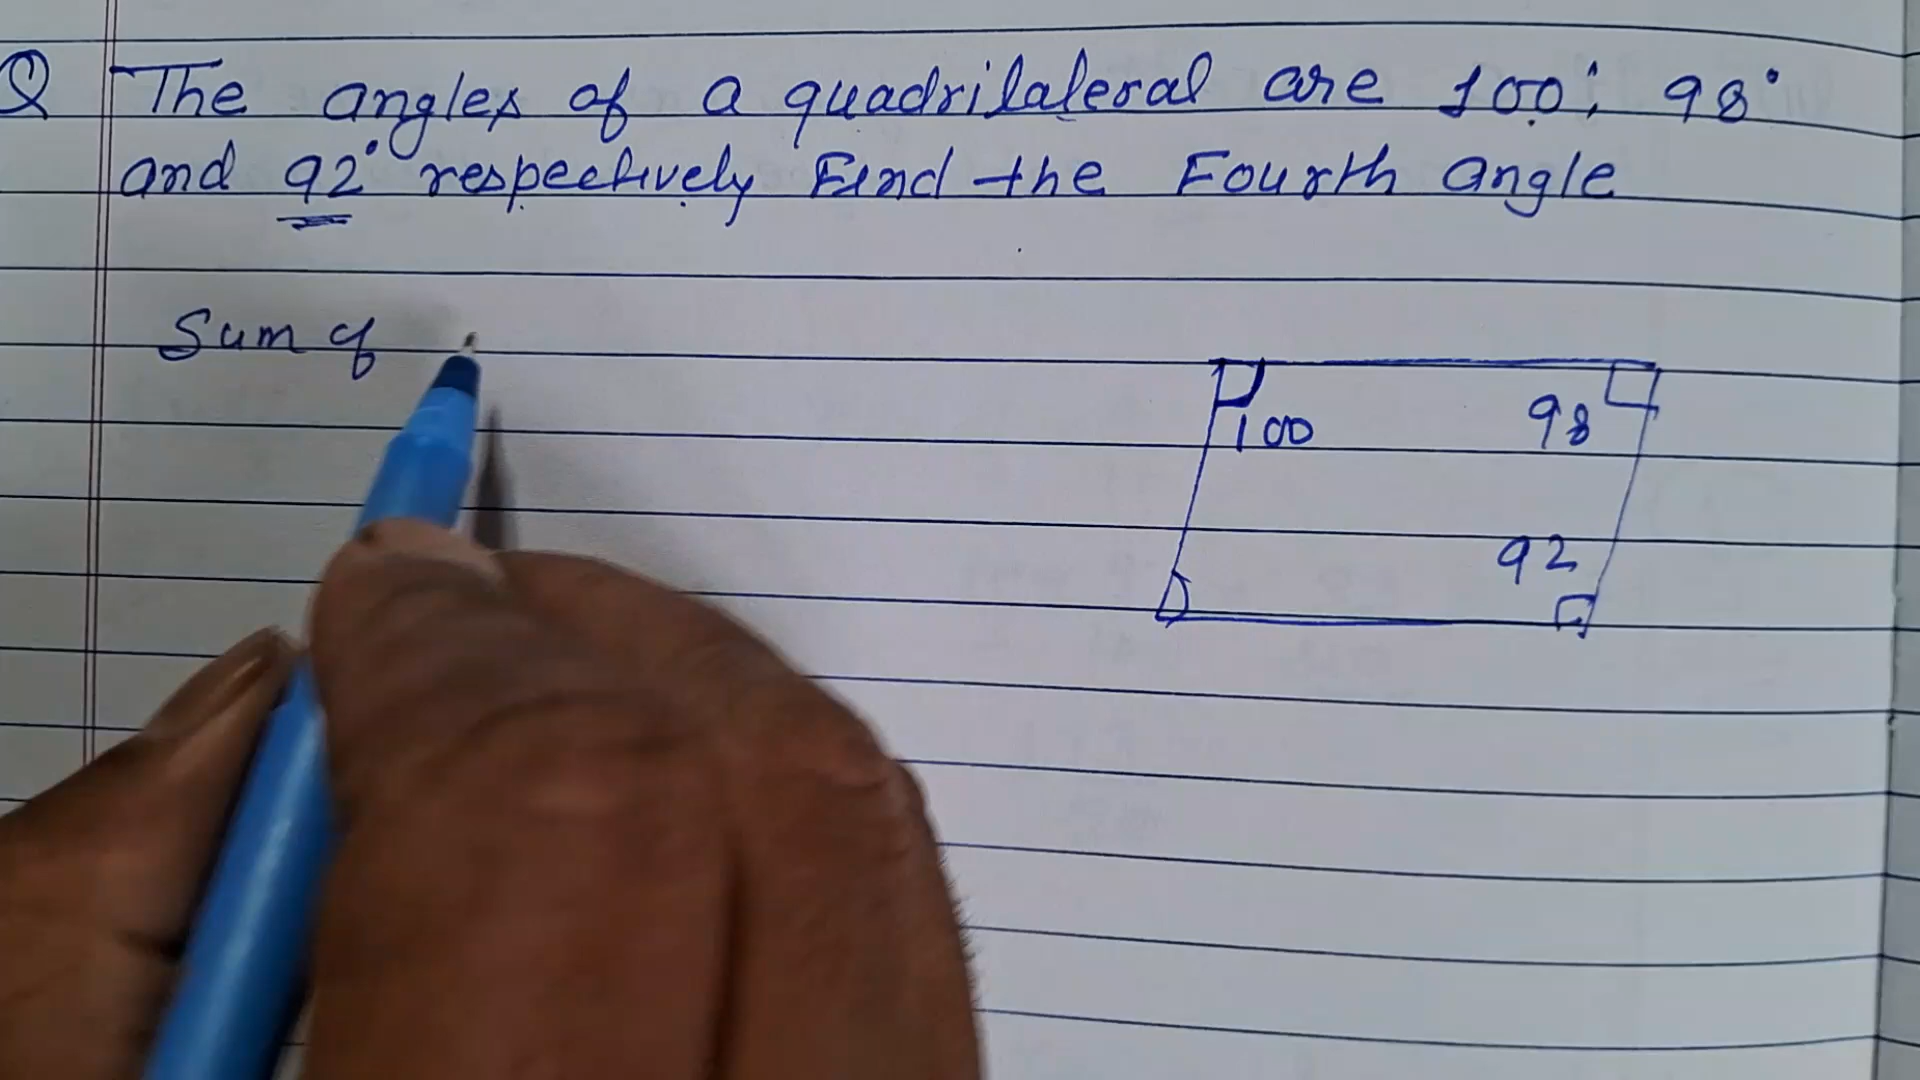 Q The angles of a quadrilateral are 100°, 98°
and 92° respectively Find the Fourth angle
Sum of
100 98
92